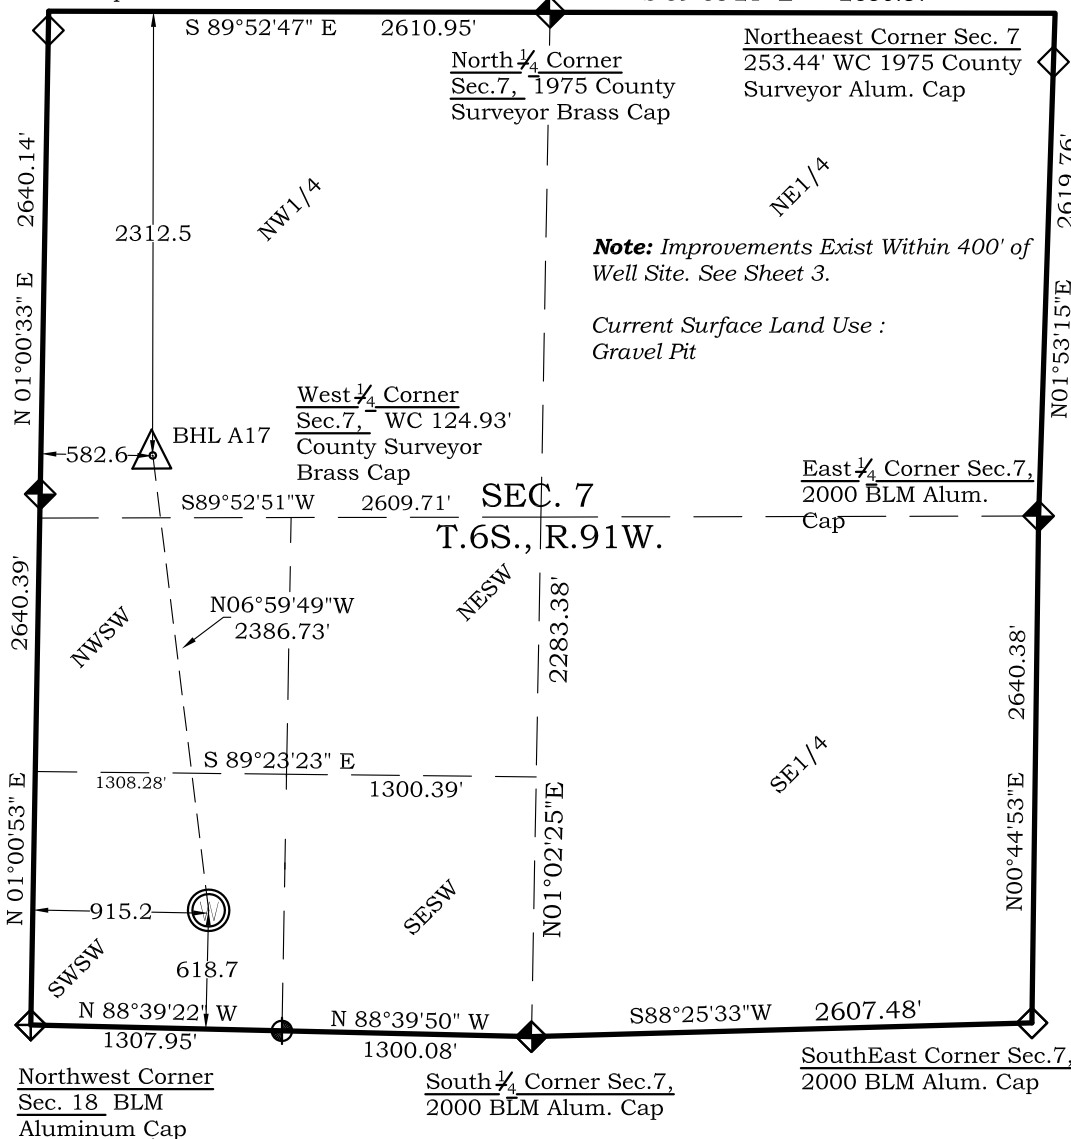 S 89°52'47" E 2610.95'
North 1/4 Corner
Sec.7, 1975 County
Surveyor Brass Cap
Northeaest Corner Sec. 7
253.44' WC 1975 County
Surveyor Alum. Cap
2640.14'
N 01°00'33" E
2619.76'
N01°53'15"E
NW1/4
NE1/4
2312.5
Note: Improvements Exist Within 400' of
Well Site. See Sheet 3.
Current Surface Land Use :
Gravel Pit
West 1/4 Corner
Sec.7, WC 124.93'
County Surveyor
Brass Cap
582.6
BHL A17
East 1/4 Corner Sec.7,
2000 BLM Alum.
Cap
S89°52'51"W 2609.71'
SEC. 7
T.6S., R.91W.
2640.39'
N 01°00'53" E
NWSW
NESW
N06°59'49"W
2386.73'
2283.38'
N01°02'25"E
2640.38'
N00°44'53"E
SE1/4
S 89°23'23" E
1308.28'
1300.39'
W
915.2
618.7
SWSW
SESW
N 88°39'22" W
1307.95'
N 88°39'50" W
1300.08'
S88°25'33"W 2607.48'
Northwest Corner
Sec. 18 BLM
Aluminum Cap
South 1/4 Corner Sec.7,
2000 BLM Alum. Cap
SouthEast Corner Sec.7,
2000 BLM Alum. Cap